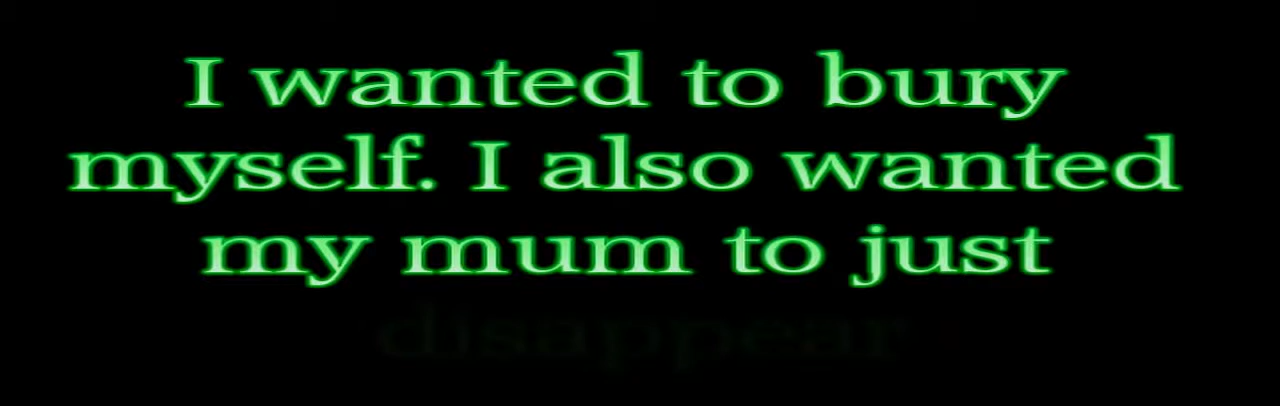 I wanted to bury
myself. I also wanted
my mum to just
disappear